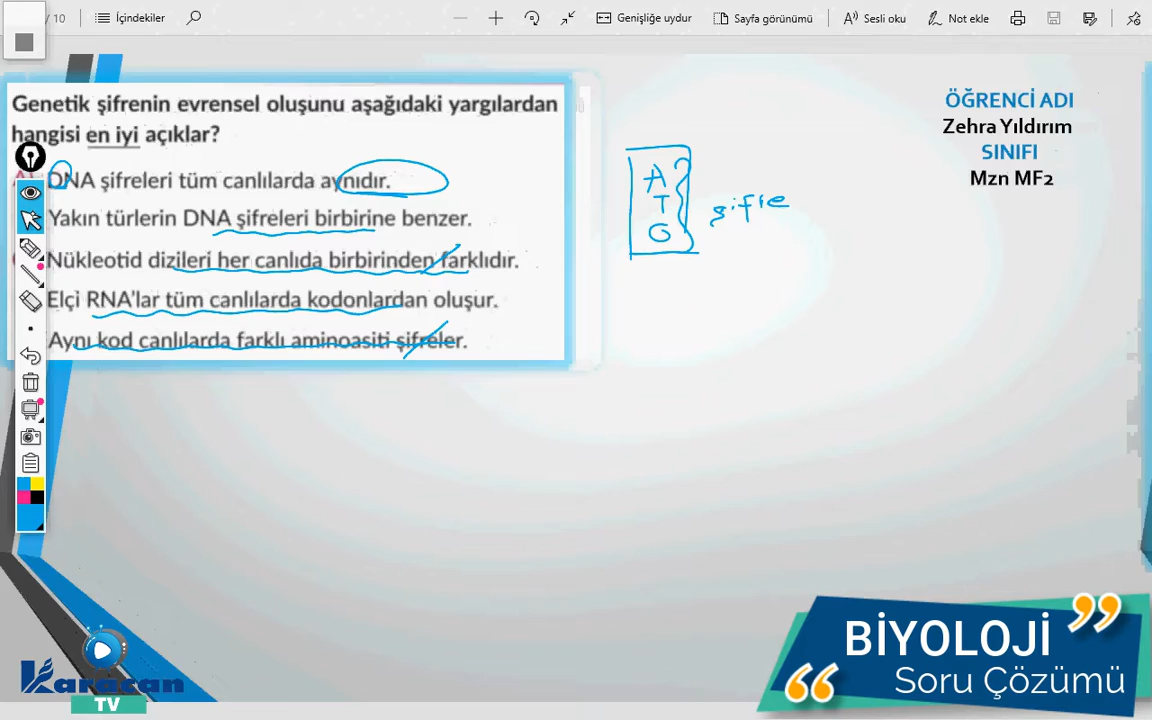 / 10
İçindekiler
Genişliğe uydur
Sayfa görünümü
Sesli oku
Not ekle
Genetik şifrenin evrensel oluşunu aşağıdaki yargılardan
hangisi en iyi açıklar?
DNA şifreleri tüm canlılarda aynıdır.
Yakın türlerin DNA şifreleri birbirine benzer.
Nükleotid dizileri her canlıda birbirinden farklıdır.
Elçi RNA'lar tüm canlılarda kodonlardan oluşur.
Aynı kod canlılarda farklı aminoasiti şifreler.
A
T
G
şifre
ÖĞRENCİ ADI
Zehra Yıldırım
SINIFI
Mzn MF2
Karacan
TV
BİYOLOJİ
Soru Çözümü